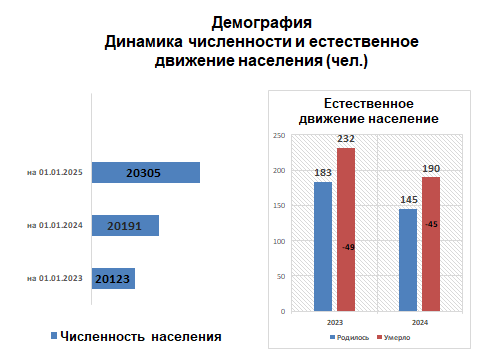 Демография
Динамика численности и естественное
движение населения (чел.)
на 01.01.2025
20305
на 01.01.2024
20191
на 01.01.2023
20123
Численность населения
Естественное
движение население
250
200
150
100
50
0
183
232
-49
145
190
-45
2023
2024
Родилось
Умерло